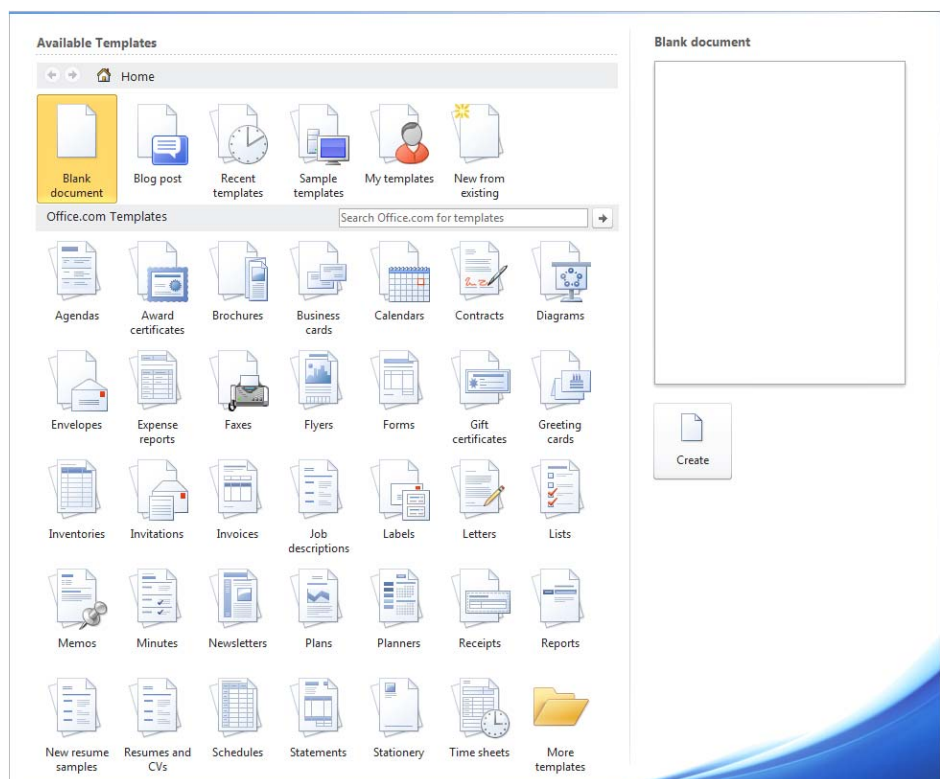 Available Templates
Blank document
Home
Blank document
Blog post
Recent templates
Sample templates
My templates
New from existing
Office.com Templates
Search Office.com for templates
Agendas
Award certificates
Brochures
Business cards
Calendars
Contracts
Diagrams
Envelopes
Expense reports
Faxes
Flyers
Forms
Gift certificates
Greeting cards
Create
Inventories
Invitations
Invoices
Job descriptions
Labels
Letters
Lists
Memos
Minutes
Newsletters
Plans
Planners
Receipts
Reports
New resume samples
Resumes and CVs
Schedules
Statements
Stationery
Time sheets
More templates